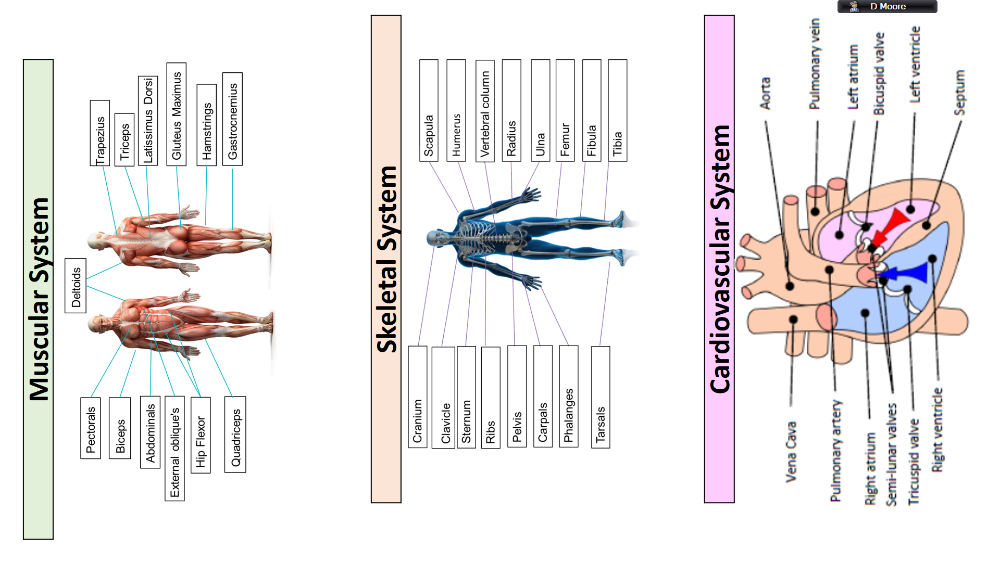 D Moore
Muscular System
Trapezius
Triceps
Latissimus Dorsi
Gluteus Maximus
Hamstrings
Gastrocnemius
Deltoids
Pectorals
Biceps
Abdominals
External oblique's
Hip Flexor
Quadriceps
Skeletal System
Scapula
Humerus
Vertebral column
Radius
Ulna
Femur
Fibula
Tibia
Cranium
Clavicle
Sternum
Ribs
Pelvis
Carpals
Phalanges
Tarsals
Cardiovascular System
Aorta
Pulmonary vein
Left atrium
Bicuspid valve
Left ventricle
Septum
Vena Cava
Pulmonary artery
Right atrium
Semi-lunar valves
Tricuspid valve
Right ventricle